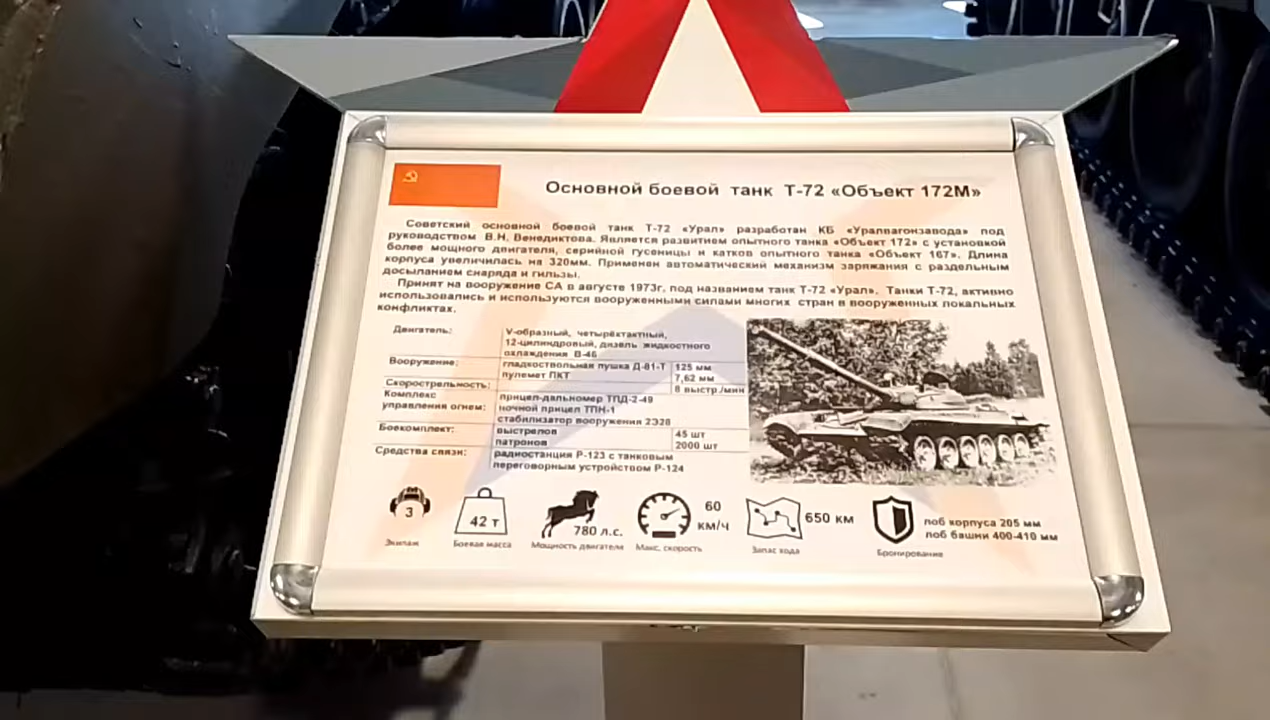 Основной боевой танк Т-72 «Объект 172М»
Советский основной боевой танк Т-72 «Урал» разработан КБ «Уралвагонзавода» под
руководством В.Н. Венедиктова. Является развитием опытного танка «Объект 172» с установкой
более мощного двигателя, серийной гусеницы и катков опытного танка «Объект 167». Длина
корпуса увеличилась на 320мм. Применен автоматический механизм заряжания с раздельным
досыланием снаряда и гильзы.
Принят на вооружение СА в августе 1973г. под названием танк Т-72 «Урал». Танки Т-72, активно
использовались и используются вооруженными силами многих стран в вооруженных локальных
конфликтах.
Двигатель: V-образный, четырёхтактный,
12-цилиндровый, дизель жидкостного
охлаждения В-46
Вооружение: гладкоствольная пушка Д-81-Т 125 мм
пулемет ПКТ 7,62 мм
Скорострельность: 8 выстр./мин
Комплекс прицел-дальномер ТПД-2-49
управления огнем: ночной прицел ТПН-1
стабилизатор вооружения 2Э28
Боекомплект: выстрелов 45 шт
патронов 2000 шт
Средства связи: радиостанция Р-123 с танковым
переговорным устройством Р-124
3
Экипаж
42 т
Боевая масса
780 л.с.
Мощность двигателя
60
км/ч
Макс. скорость
650 км
Запас хода
лоб корпуса 205 мм
лоб башни 400-410 мм
Бронирование